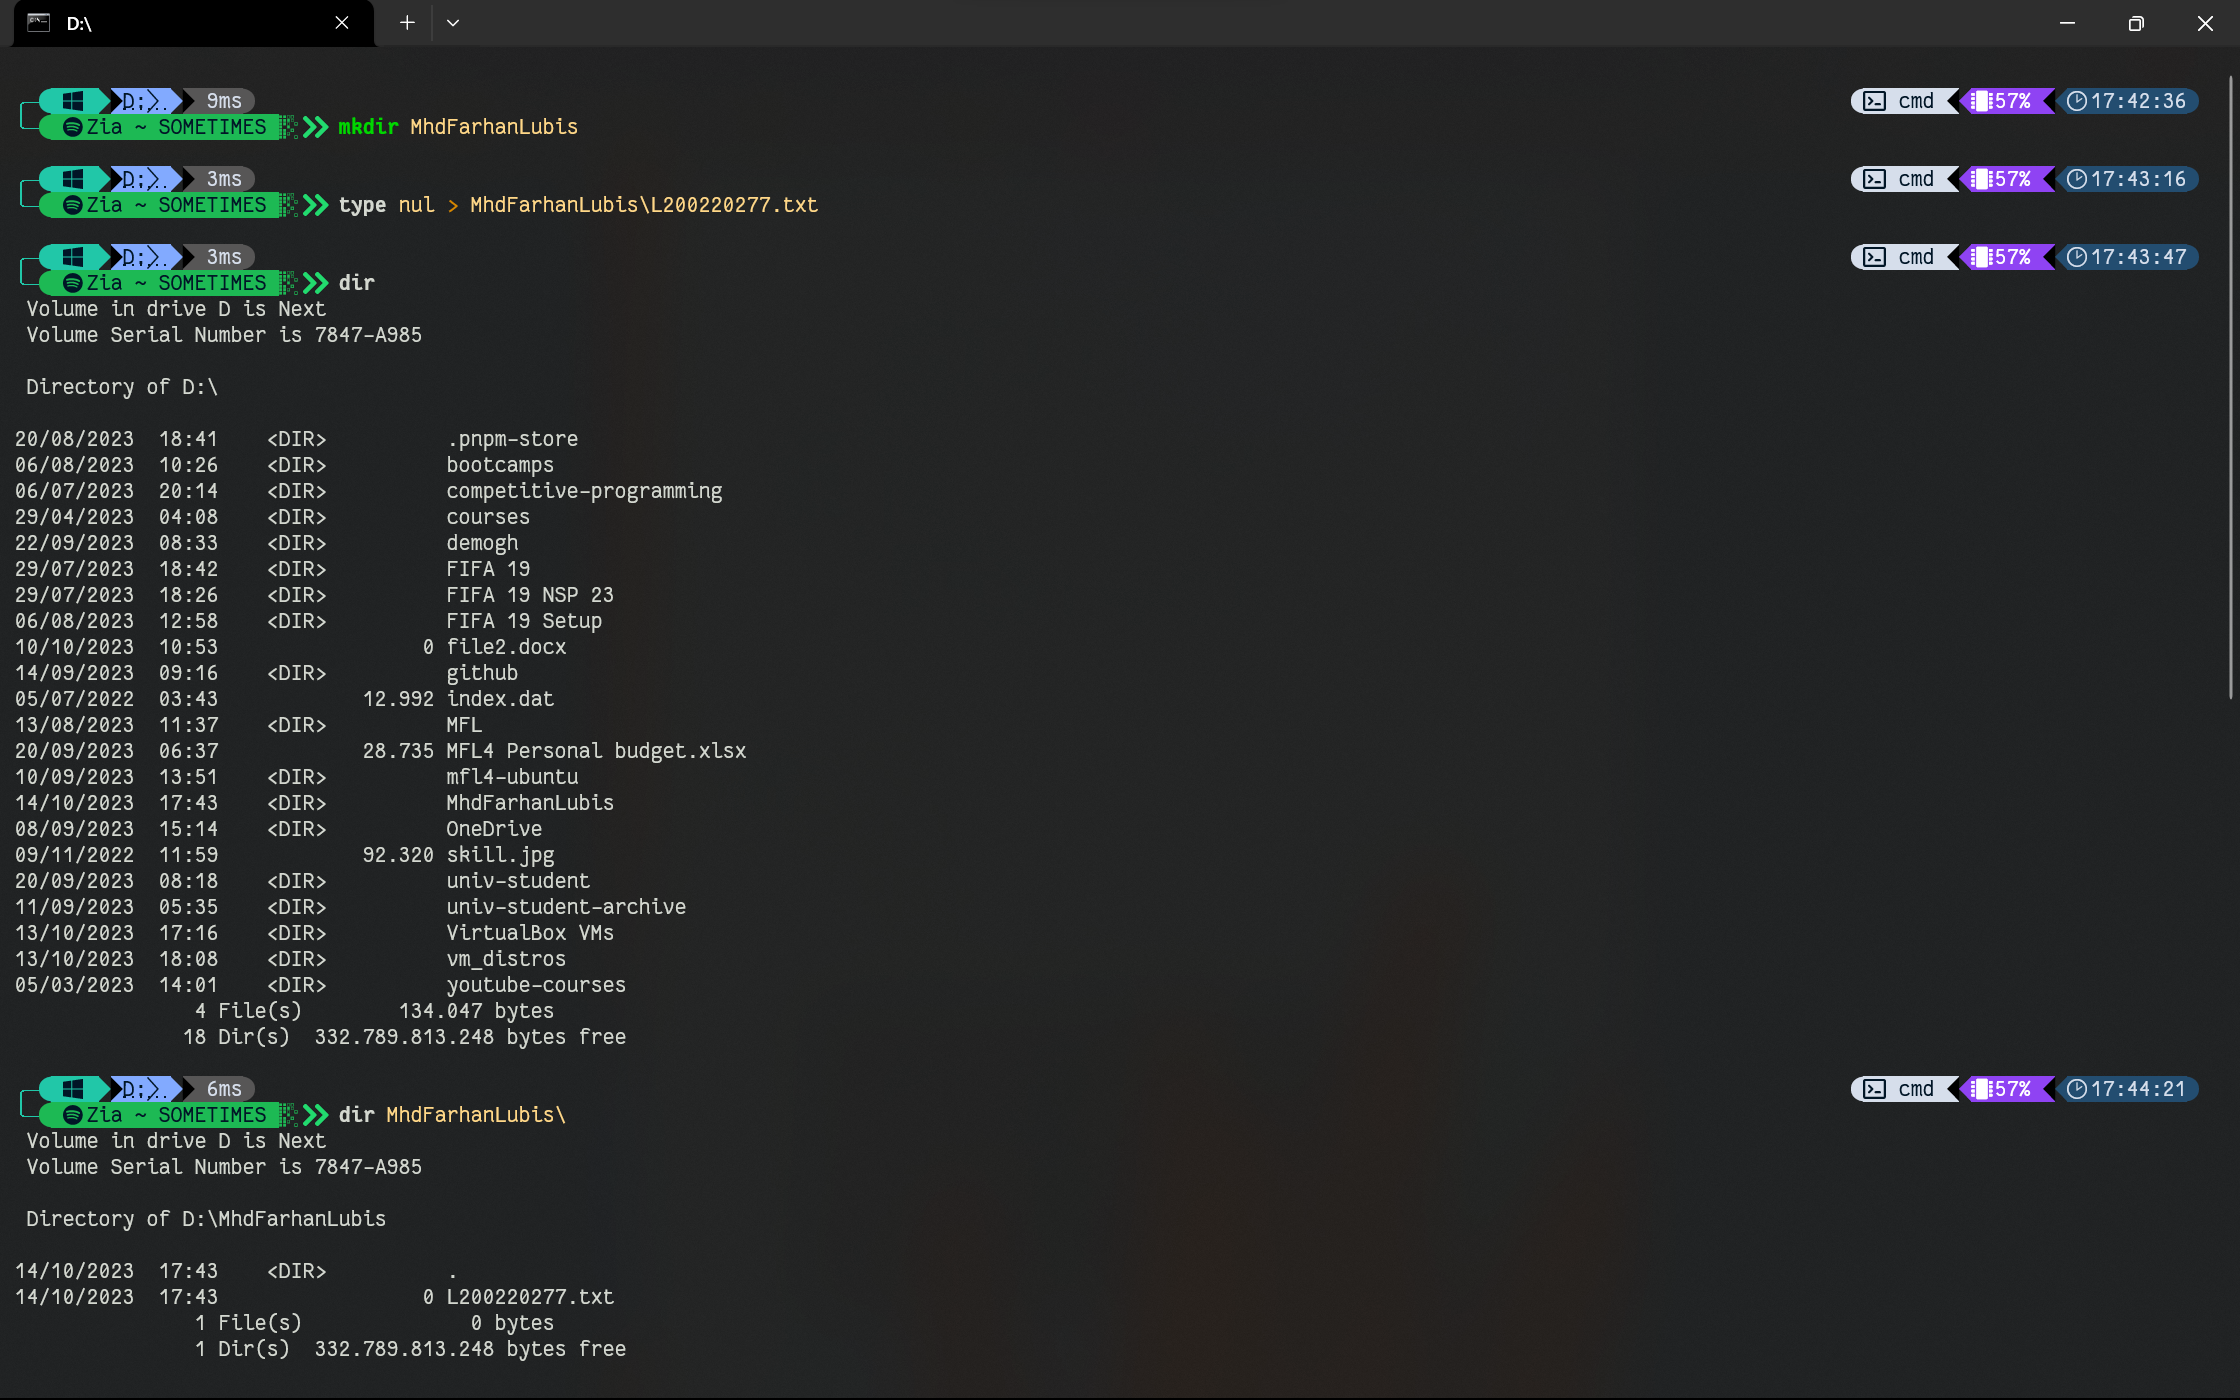 D:\
D:\ 9ms cmd 57% 17:42:36
Zia ~ SOMETIMES mkdir MhdFarhanLubis
D:\ 3ms cmd 57% 17:43:16
Zia ~ SOMETIMES type nul > MhdFarhanLubis\L200220277.txt
D:\ 3ms cmd 57% 17:43:47
Zia ~ SOMETIMES dir
Volume in drive D is Next
Volume Serial Number is 7847-A985
Directory of D:\
20/08/2023 18:41 <DIR> .pnpm-store
06/08/2023 10:26 <DIR> bootcamps
06/07/2023 20:14 <DIR> competitive-programming
29/04/2023 04:08 <DIR> courses
22/09/2023 08:33 <DIR> demogh
29/07/2023 18:42 <DIR> FIFA 19
29/07/2023 18:26 <DIR> FIFA 19 NSP 23
06/08/2023 12:58 <DIR> FIFA 19 Setup
10/10/2023 10:53 0 file2.docx
14/09/2023 09:16 <DIR> github
05/07/2022 03:43 12.992 index.dat
13/08/2023 11:37 <DIR> MFL
20/09/2023 06:37 28.735 MFL4 Personal budget.xlsx
10/09/2023 13:51 <DIR> mfl4-ubuntu
14/10/2023 17:43 <DIR> MhdFarhanLubis
08/09/2023 15:14 <DIR> OneDrive
09/11/2022 11:59 92.320 skill.jpg
20/09/2023 08:18 <DIR> univ-student
11/09/2023 05:35 <DIR> univ-student-archive
13/10/2023 17:16 <DIR> VirtualBox VMs
13/10/2023 18:08 <DIR> vm_distros
05/03/2023 14:01 <DIR> youtube-courses
4 File(s) 134.047 bytes
18 Dir(s) 332.789.813.248 bytes free
D:\ 6ms cmd 57% 17:44:21
Zia ~ SOMETIMES dir MhdFarhanLubis\
Volume in drive D is Next
Volume Serial Number is 7847-A985
Directory of D:\MhdFarhanLubis
14/10/2023 17:43 <DIR> .
14/10/2023 17:43 0 L200220277.txt
1 File(s) 0 bytes
1 Dir(s) 332.789.813.248 bytes free